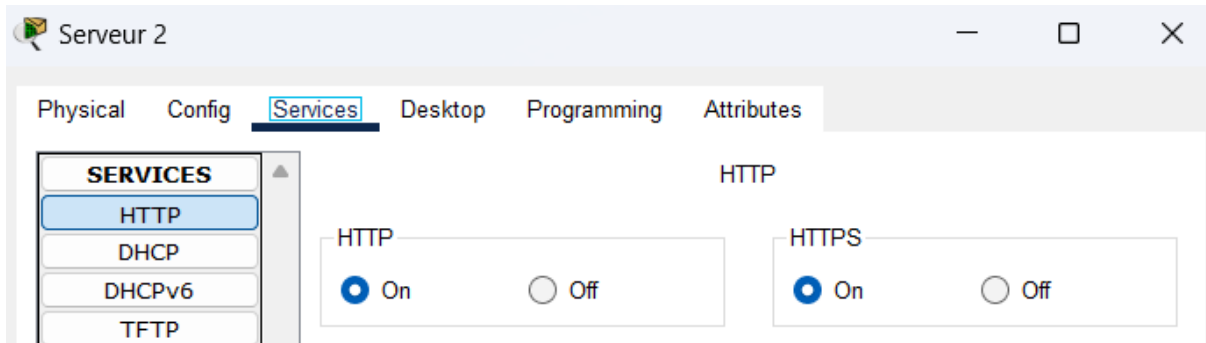 Serveur 2
Physical Config Services Desktop Programming Attributes
SERVICES
HTTP
DHCP
DHCPv6
TFTP
HTTP
HTTP
On Off
HTTPS
On Off